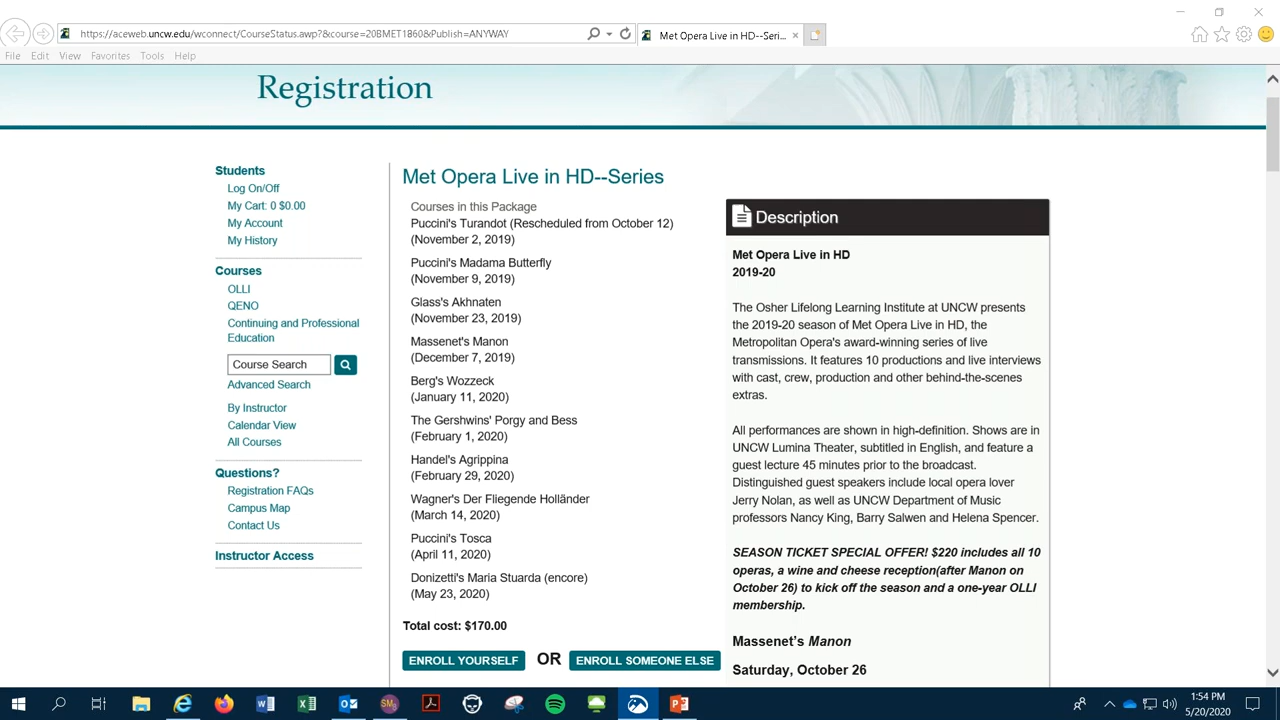 https://aceweb.uncw.edu/wconnect/CourseStatus.awp?&course=20BMET1860&Publish=ANYWAY
Met Opera Live in HD--Seri...
File Edit View Favorites Tools Help
Registration
Students
Log On/Off
My Cart: 0 $0.00
My Account
My History
Courses
OLLI
QENO
Continuing and Professional
Education
Course Search
Advanced Search
By Instructor
Calendar View
All Courses
Questions?
Registration FAQs
Campus Map
Contact Us
Instructor Access
Met Opera Live in HD--Series
Courses in this Package
Puccini's Turandot (Rescheduled from October 12)
(November 2, 2019)
Puccini's Madama Butterfly
(November 9, 2019)
Glass's Akhnaten
(November 23, 2019)
Massenet's Manon
(December 7, 2019)
Berg's Wozzeck
(January 11, 2020)
The Gershwins' Porgy and Bess
(February 1, 2020)
Handel's Agrippina
(February 29, 2020)
Wagner's Der Fliegende Holländer
(March 14, 2020)
Puccini's Tosca
(April 11, 2020)
Donizetti's Maria Stuarda (encore)
(May 23, 2020)
Total cost: $170.00
ENROLL YOURSELF OR ENROLL SOMEONE ELSE
Description
Met Opera Live in HD
2019-20
The Osher Lifelong Learning Institute at UNCW presents
the 2019-20 season of Met Opera Live in HD, the
Metropolitan Opera's award-winning series of live
transmissions. It features 10 productions and live interviews
with cast, crew, production and other behind-the-scenes
extras.
All performances are shown in high-definition. Shows are in
UNCW Lumina Theater, subtitled in English, and feature a
guest lecture 45 minutes prior to the broadcast.
Distinguished guest speakers include local opera lover
Jerry Nolan, as well as UNCW Department of Music
professors Nancy King, Barry Salwen and Helena Spencer.
SEASON TICKET SPECIAL OFFER! $220 includes all 10
operas, a wine and cheese reception(after Manon on
October 26) to kick off the season and a one-year OLLI
membership.
Massenet’s Manon
Saturday, October 26
1:54 PM
5/20/2020